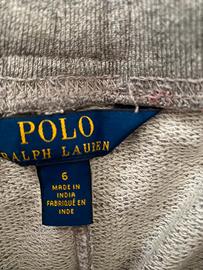 POLO
RALPH LAUREN
6
MADE IN
INDIA
FABRIQUÉ EN
INDE